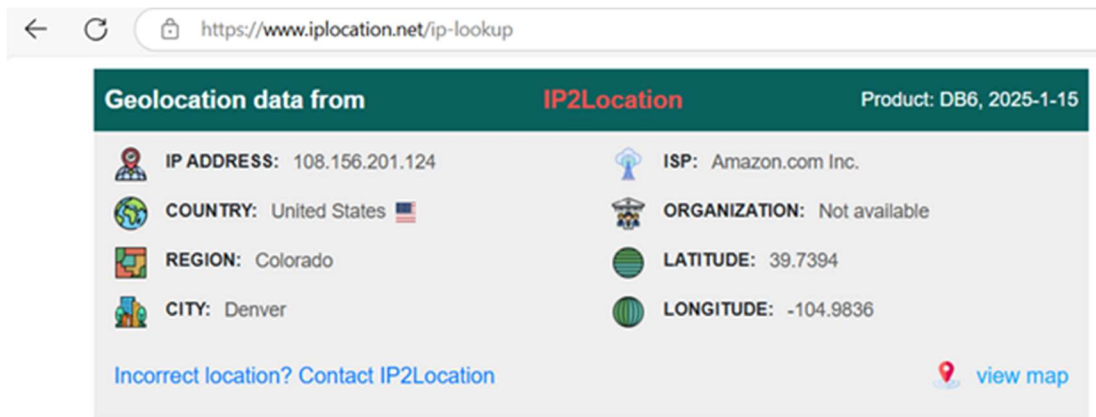 https://www.iplocation.net/ip-lookup
Geolocation data from IP2Location Product: DB6, 2025-1-15
IP ADDRESS: 108.156.201.124 ISP: Amazon.com Inc.
COUNTRY: United States ORGANIZATION: Not available
REGION: Colorado LATITUDE: 39.7394
CITY: Denver LONGITUDE: -104.9836
Incorrect location? Contact IP2Location view map